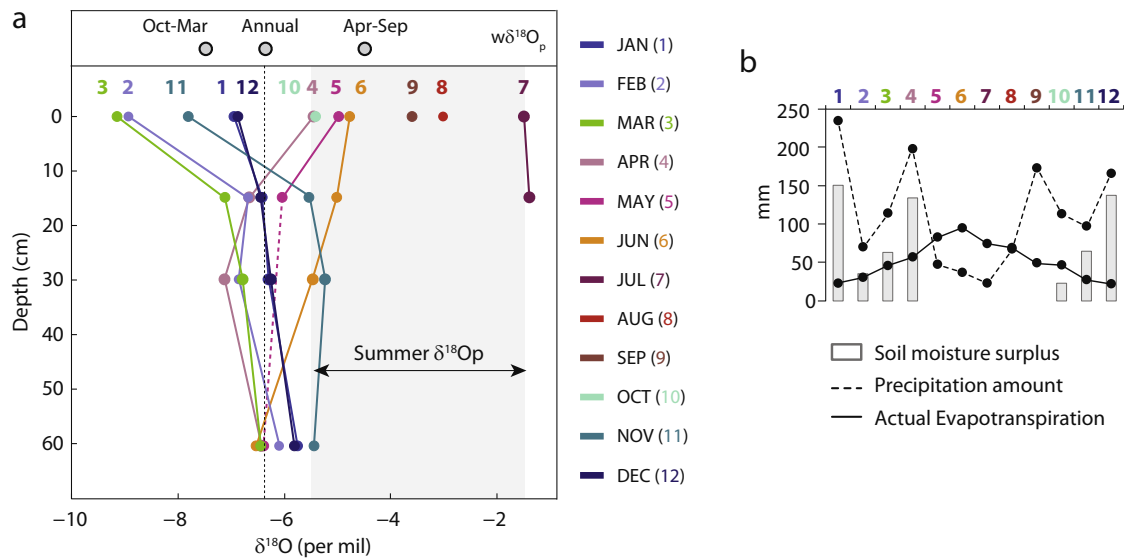 a
Oct-Mar Annual Apr-Sep
wδ¹⁸Oₚ
3 2 11 1 12 10 4 5 6 9 8 7
0
10
20
30
40
50
60
Depth (cm)
Summer δ¹⁸Op
−10 −8 −6 −4 −2
δ¹⁸O (per mil)
JAN (1)
FEB (2)
MAR (3)
APR (4)
MAY (5)
JUN (6)
JUL (7)
AUG (8)
SEP (9)
OCT (10)
NOV (11)
DEC (12)
b
1 2 3 4 5 6 7 8 9 10 11 12
250
200
150
100
50
0
mm
Soil moisture surplus
Precipitation amount
Actual Evapotranspiration